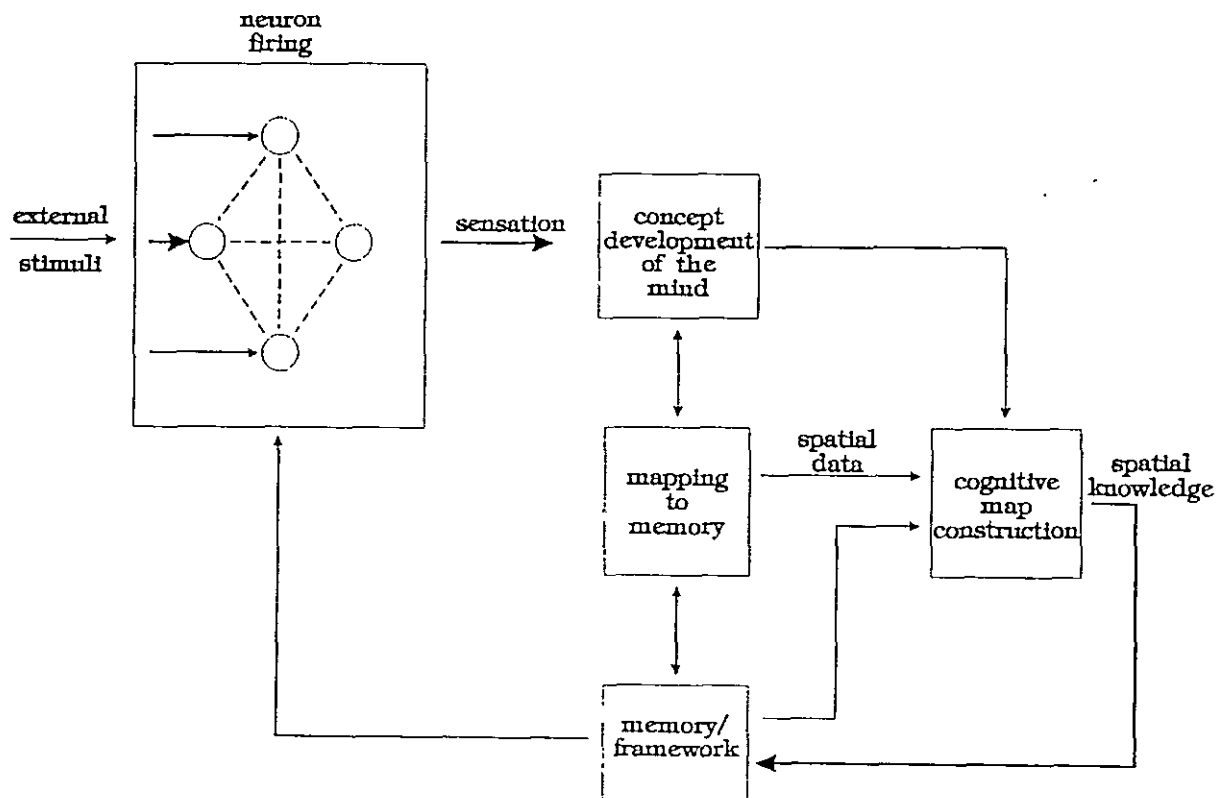 neuron
firing
external
stimuli
sensation
concept
development
of the
mind
mapping
to
memory
spatial
data
cognitive
map
construction
spatial
knowledge
memory/
framework